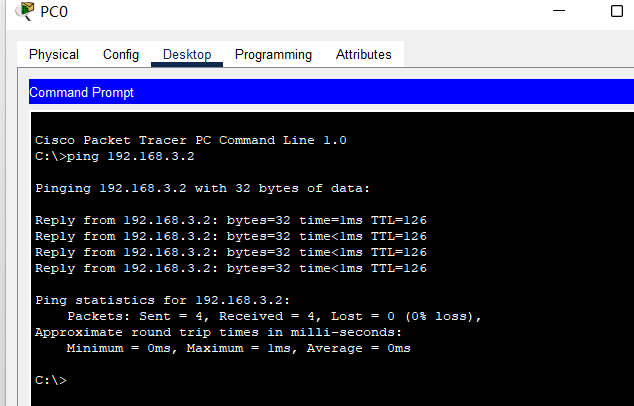 PC0
Physical Config Desktop Programming Attributes
Command Prompt
Cisco Packet Tracer PC Command Line 1.0
C:\>ping 192.168.3.2
Pinging 192.168.3.2 with 32 bytes of data:
Reply from 192.168.3.2: bytes=32 time=1ms TTL=126
Reply from 192.168.3.2: bytes=32 time<1ms TTL=126
Reply from 192.168.3.2: bytes=32 time<1ms TTL=126
Reply from 192.168.3.2: bytes=32 time<1ms TTL=126
Ping statistics for 192.168.3.2:
Packets: Sent = 4, Received = 4, Lost = 0 (0% loss),
Approximate round trip times in milli-seconds:
Minimum = 0ms, Maximum = 1ms, Average = 0ms
C:\>